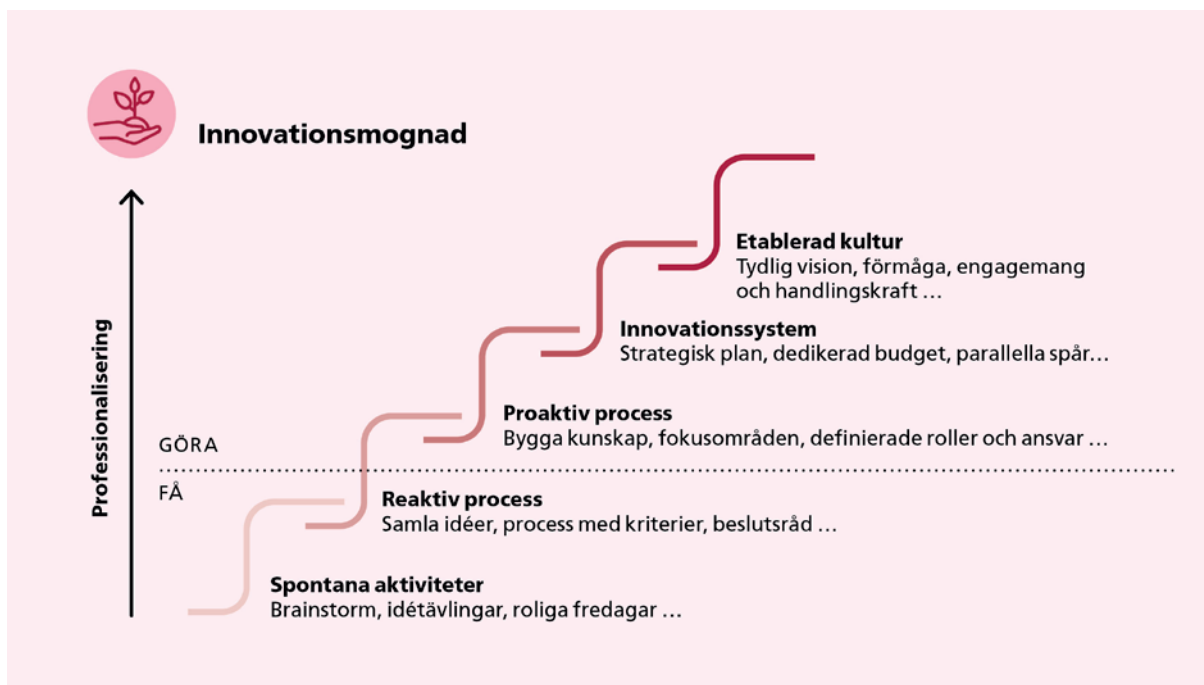 Innovationsmognad
Etablerad kultur
Tydlig vision, förmåga, engagemang
och handlingskraft …
Innovationssystem
Strategisk plan, dedikerad budget, parallella spår…
Proaktiv process
Bygga kunskap, fokusområden, definierade roller och ansvar …
GÖRA
FÅ
Reaktiv process
Samla idéer, process med kriterier, beslutsråd …
Spontana aktiviteter
Brainstorm, idétävlingar, roliga fredagar …
Professionalisering